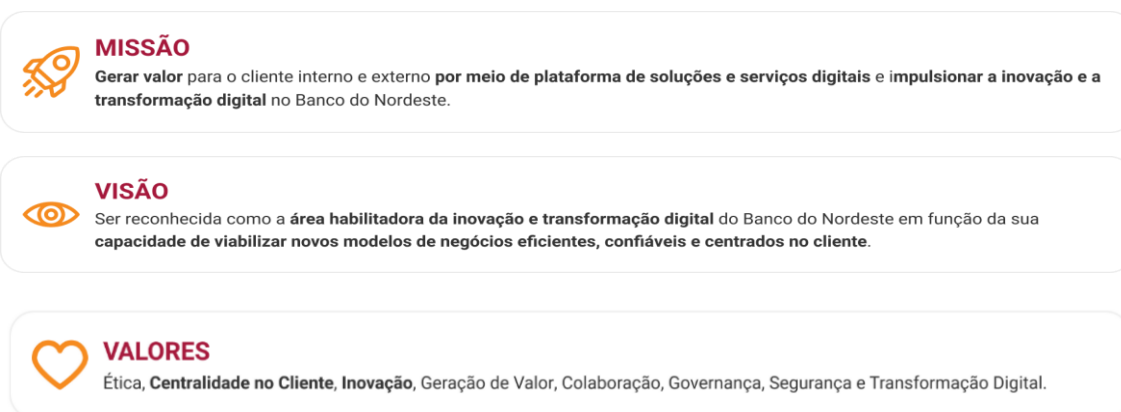 MISSÃO
Gerar valor para o cliente interno e externo por meio de plataforma de soluções e serviços digitais e impulsionar a inovação e a
transformação digital no Banco do Nordeste.
VISÃO
Ser reconhecida como a área habilitadora da inovação e transformação digital do Banco do Nordeste em função da sua
capacidade de viabilizar novos modelos de negócios eficientes, confiáveis e centrados no cliente.
VALORES
Ética, Centralidade no Cliente, Inovação, Geração de Valor, Colaboração, Governança, Segurança e Transformação Digital.